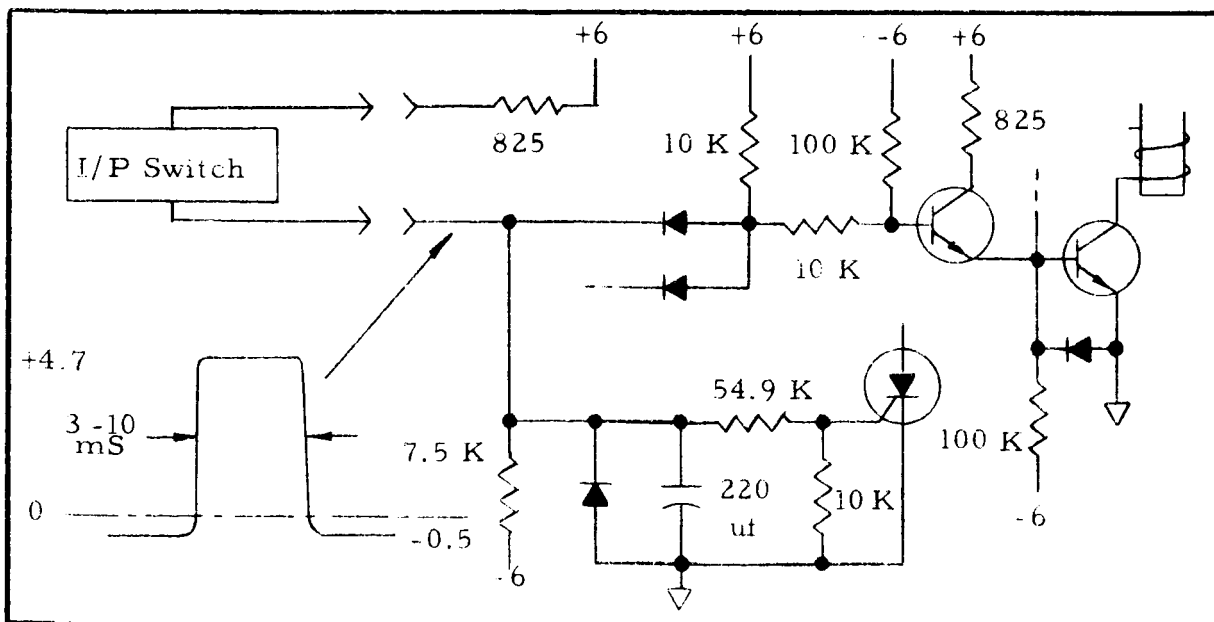 +6 +6 -6 +6
825
825
10 K 100 K
I/P Switch
10 K
+4.7
54.9 K
3 -10
mS
7.5 K
100 K
220
uf
10 K
0
-0.5
-6
-6